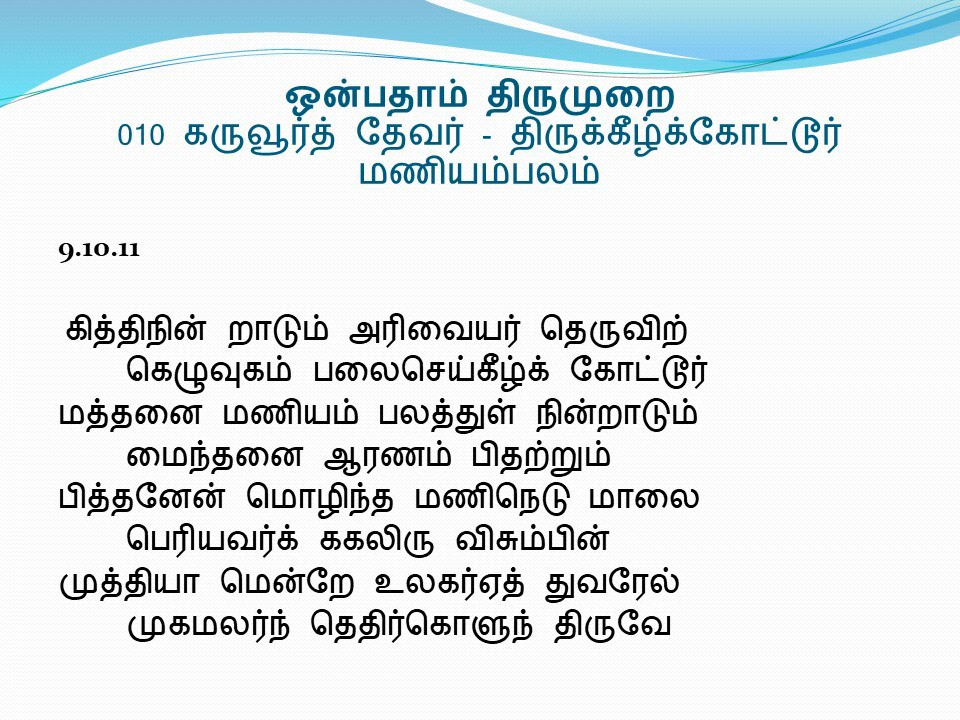 ஒன்பதாம் திருமுறை
010 கருவூர்த் தேவர் - திருக்கீழ்க்கோட்டூர்
மணியம்பலம்
9.10.11
கித்திநின் றாடும் அரிவையர் தெருவிற்
கெழுவுகம் பலைசெய்கீழ்க் கோட்டூர்
மத்தனை மணியம் பலத்துள் நின்றாடும்
மைந்தனை ஆரணம் பிதற்றும்
பித்தனேன் மொழிந்த மணிநெடு மாலை
பெரியவர்க் ககலிரு விசும்பின்
முத்தியா மென்றே உலகர்ஏத் துவரேல்
முகமலர்ந் தெதிர்கொளுந் திருவே